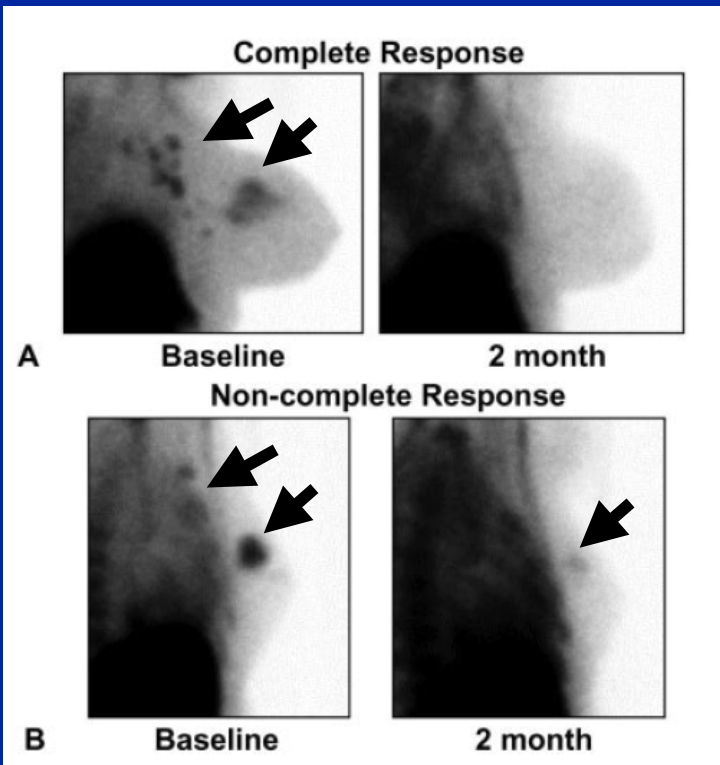 Complete Response
A
Baseline
2 month
Non-complete Response
B
Baseline
2 month